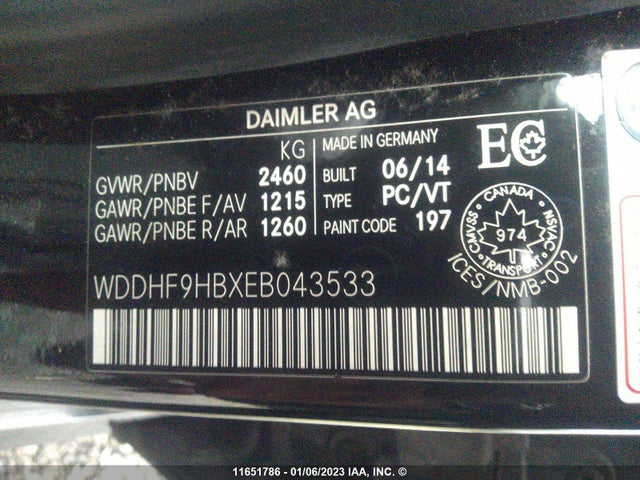 DAIMLER AG
KG
GVWR/PNBV 2460
GAWR/PNBE F/AV 1215
GAWR/PNBE R/AR 1260
MADE IN GERMANY
BUILT 06/14
TYPE PC/VT
PAINT CODE 197
EC
CANADA
CMVSS 974 NSVAC
TRANSPORT
ICES/NMB-002
WDDHF9HBXEB043533
11651786 - 01/06/2023 IAA, INC. ©